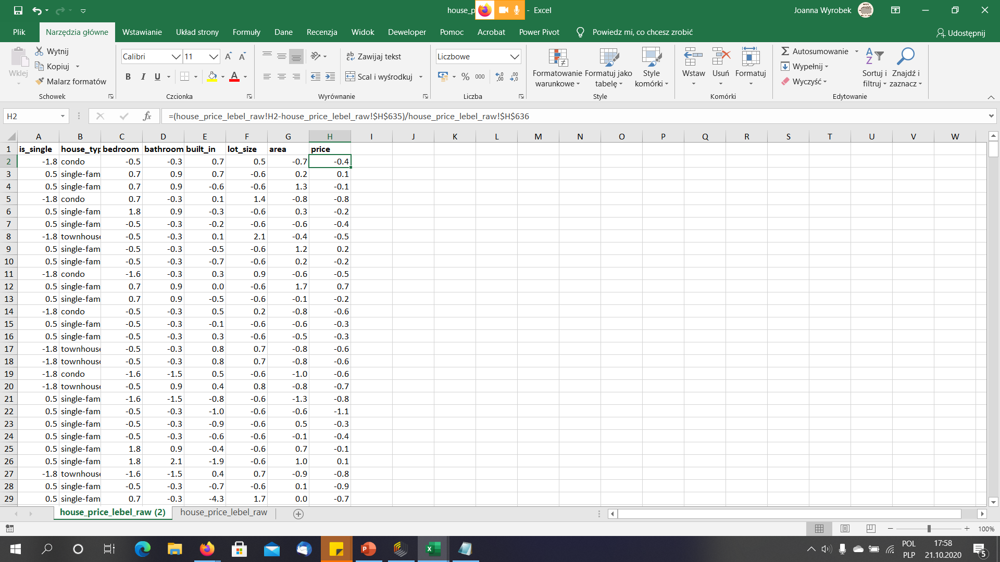 house_p - Excel
Joanna Wyrobek
Plik Narzędzia główne Wstawianie Układ strony Formuły Dane Recenzja Widok Deweloper Pomoc Acrobat Power Pivot Powiedz mi, co chcesz zrobić Udostępnij
Wklej
Wytnij
Kopiuj
Malarz formatów
Schowek
Calibri 11
B I U A
Czcionka
Zawijaj tekst
Scal i wyśrodkuj
Wyrównanie
Liczbowe
% 000
Liczba
Formatowanie warunkowe
Formatuj jako tabelę
Style komórki
Style
Wstaw Usuń Formatuj
Komórki
Autosumowanie
Wypełnij
Wyczyść
Sortuj i filtruj
Znajdź i zaznacz
Edytowanie
H2 fx =(house_price_lebel_raw!H2-house_price_lebel_raw!$H$635)/house_price_lebel_raw!$H$636
A B C D E F G H I J K L M N O P Q R S T U V W
1 is_single house_typ bedroom bathroom built_in lot_size area price
2 -1.8 condo -0.5 -0.3 0.7 0.5 -0.7 -0.4
3 0.5 single-fam 0.7 0.9 0.7 -0.6 0.2 0.1
4 0.5 single-fam 0.7 0.9 -0.6 -0.6 1.3 -0.1
5 -1.8 condo 0.7 -0.3 0.1 1.4 -0.8 -0.8
6 0.5 single-fam 1.8 0.9 -0.3 -0.6 0.3 -0.2
7 0.5 single-fam -0.5 -0.3 -0.2 -0.6 -0.6 -0.4
8 -1.8 townhouse -0.5 -0.3 0.1 2.1 -0.4 -0.5
9 0.5 single-fam -0.5 -0.3 -0.5 -0.6 1.2 0.2
10 0.5 single-fam -0.5 -0.3 -0.7 -0.6 0.2 -0.2
11 -1.8 condo -1.6 -0.3 0.3 0.9 -0.6 -0.5
12 0.5 single-fam 0.7 0.9 0.0 -0.6 1.7 0.7
13 0.5 single-fam 0.7 0.9 -0.5 -0.6 -0.1 -0.2
14 -1.8 condo -0.5 -0.3 0.5 0.2 -0.8 -0.6
15 0.5 single-fam -0.5 -0.3 -0.1 -0.6 -0.6 -0.3
16 0.5 single-fam -0.5 -0.3 0.3 -0.6 -0.5 -0.3
17 -1.8 townhouse -0.5 -0.3 0.8 0.7 -0.8 -0.6
18 -1.8 townhouse -0.5 -0.3 0.8 0.7 -0.8 -0.6
19 -1.8 condo -1.6 -1.5 0.5 -0.6 -1.0 -0.6
20 -1.8 townhouse -0.5 0.9 0.4 0.8 -0.8 -0.7
21 0.5 single-fam -1.6 -1.5 -0.8 -0.6 -1.3 -0.8
22 0.5 single-fam -0.5 -0.3 -1.0 -0.6 -0.6 -1.1
23 0.5 single-fam -0.5 -0.3 -0.9 -0.6 0.5 -0.3
24 0.5 single-fam -0.5 -0.3 -0.6 -0.6 -0.1 -0.4
25 0.5 single-fam 1.8 0.9 -0.4 -0.6 0.7 -0.1
26 0.5 single-fam 1.8 2.1 -1.9 -0.6 1.0 0.1
27 -1.8 townhouse -1.6 -1.5 0.4 0.7 -0.9 -0.8
28 0.5 single-fam -0.5 -0.3 -0.7 -0.6 0.1 -0.9
29 0.5 single-fam 0.7 -0.3 -4.3 1.7 0.0 -0.7
house_price_lebel_raw (2) house_price_lebel_raw
100%
POL
PLP
17:58
21.10.2020
5